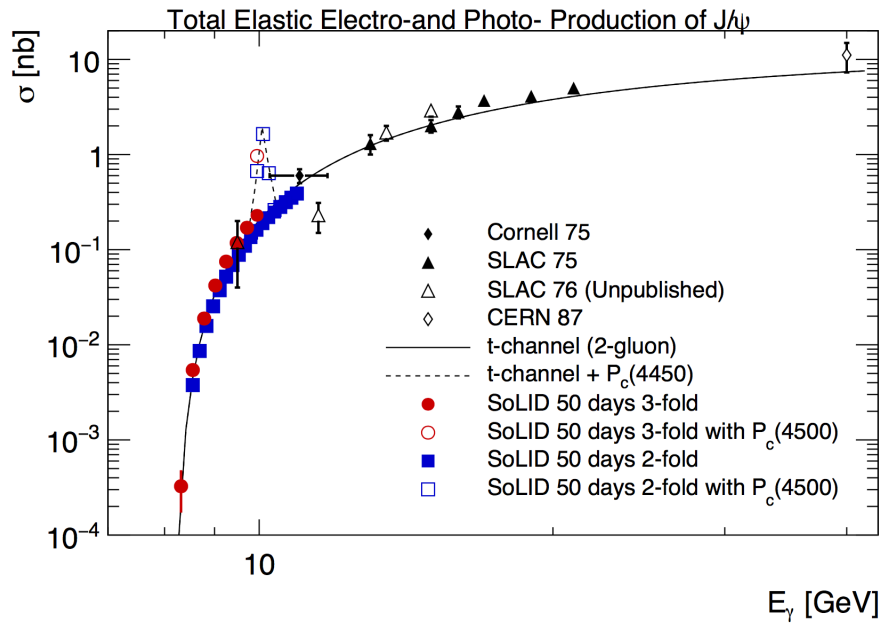 Total Elastic Electro-and Photo- Production of J/ψ
σ [nb]
10
1
10⁻¹
10⁻²
10⁻³
10⁻⁴
Cornell 75
SLAC 75
SLAC 76 (Unpublished)
CERN 87
t-channel (2-gluon)
t-channel + P_c(4450)
SoLID 50 days 3-fold
SoLID 50 days 3-fold with P_c(4500)
SoLID 50 days 2-fold
SoLID 50 days 2-fold with P_c(4500)
10
E_γ [GeV]